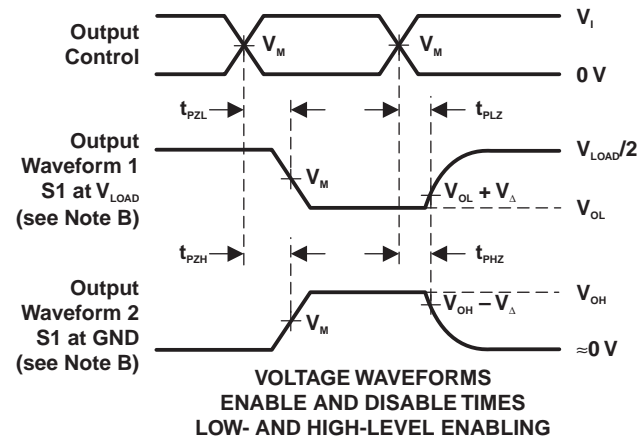 Output
Control
V_M
V_M
V_I
0 V
t_PZL
t_PLZ
Output
Waveform 1
S1 at V_LOAD
(see Note B)
V_M
V_LOAD/2
V_OL + V_Δ
V_OL
t_PZH
t_PHZ
Output
Waveform 2
S1 at GND
(see Note B)
V_M
V_OH
V_OH – V_Δ
≈0 V
VOLTAGE WAVEFORMS
ENABLE AND DISABLE TIMES
LOW- AND HIGH-LEVEL ENABLING